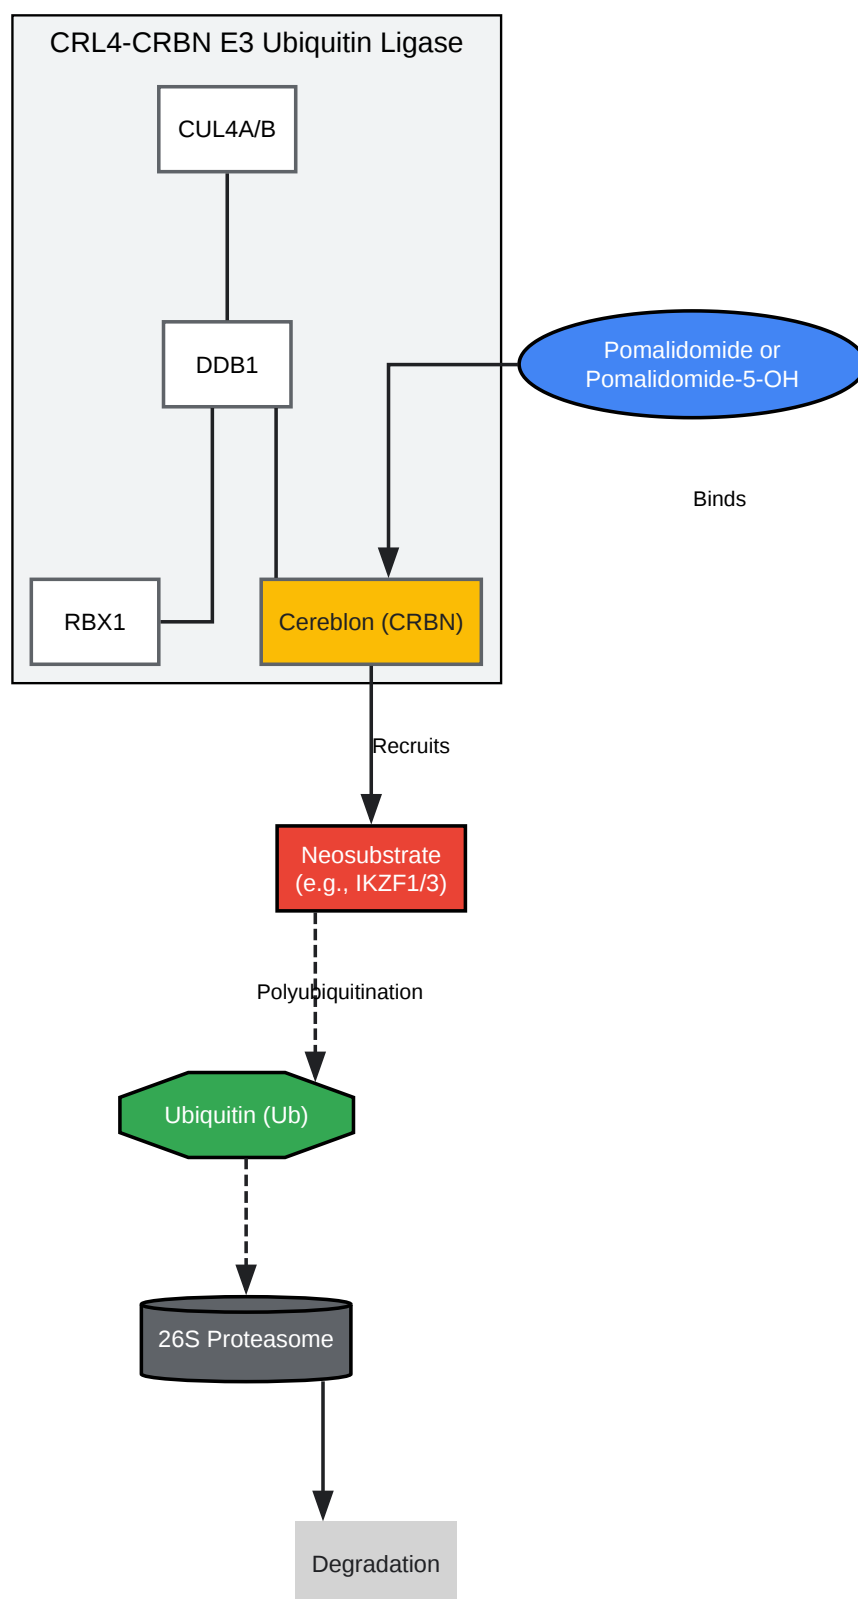 CRL4-CRBN E3 Ubiquitin Ligase
CUL4A/B
DDB1
Pomalidomide or
Pomalidomide-5-OH
Binds
RBX1
Cereblon (CRBN)
Recruits
Neosubstrate
(e.g., IKZF1/3)
Polyubiquitination
Ubiquitin (Ub)
26S Proteasome
Degradation